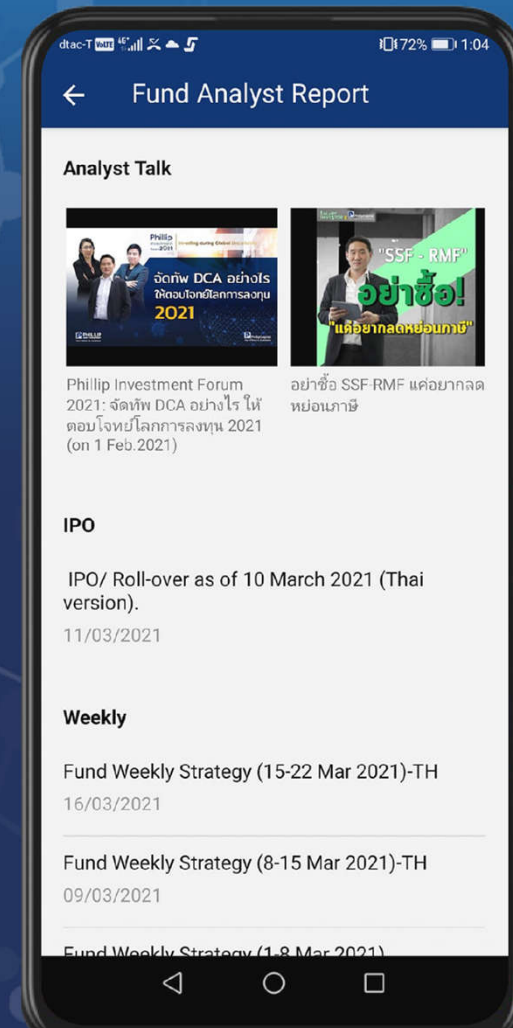 dtac-T VoLTE 72% 1:04
Fund Analyst Report
Analyst Talk
Phillip
Investment
Forum
2021
จัดทัพ DCA อย่างไร
ให้ตอบโจทย์โลกการลงทุน
2021
PHILLIP
"SSF - RMF"
อย่าซื้อ!
"แค่อยากลดหย่อนภาษี"
Phillip Investment Forum
2021: จัดทัพ DCA อย่างไร ให้
ตอบโจทย์โลกการลงทุน 2021
(on 1 Feb.2021)
อย่าซื้อ SSF-RMF แค่อยากลด
หย่อนภาษี
IPO
IPO/ Roll-over as of 10 March 2021 (Thai
version).
11/03/2021
Weekly
Fund Weekly Strategy (15-22 Mar 2021)-TH
16/03/2021
Fund Weekly Strategy (8-15 Mar 2021)-TH
09/03/2021
Fund Weekly Strategy (1-8 Mar 2021)